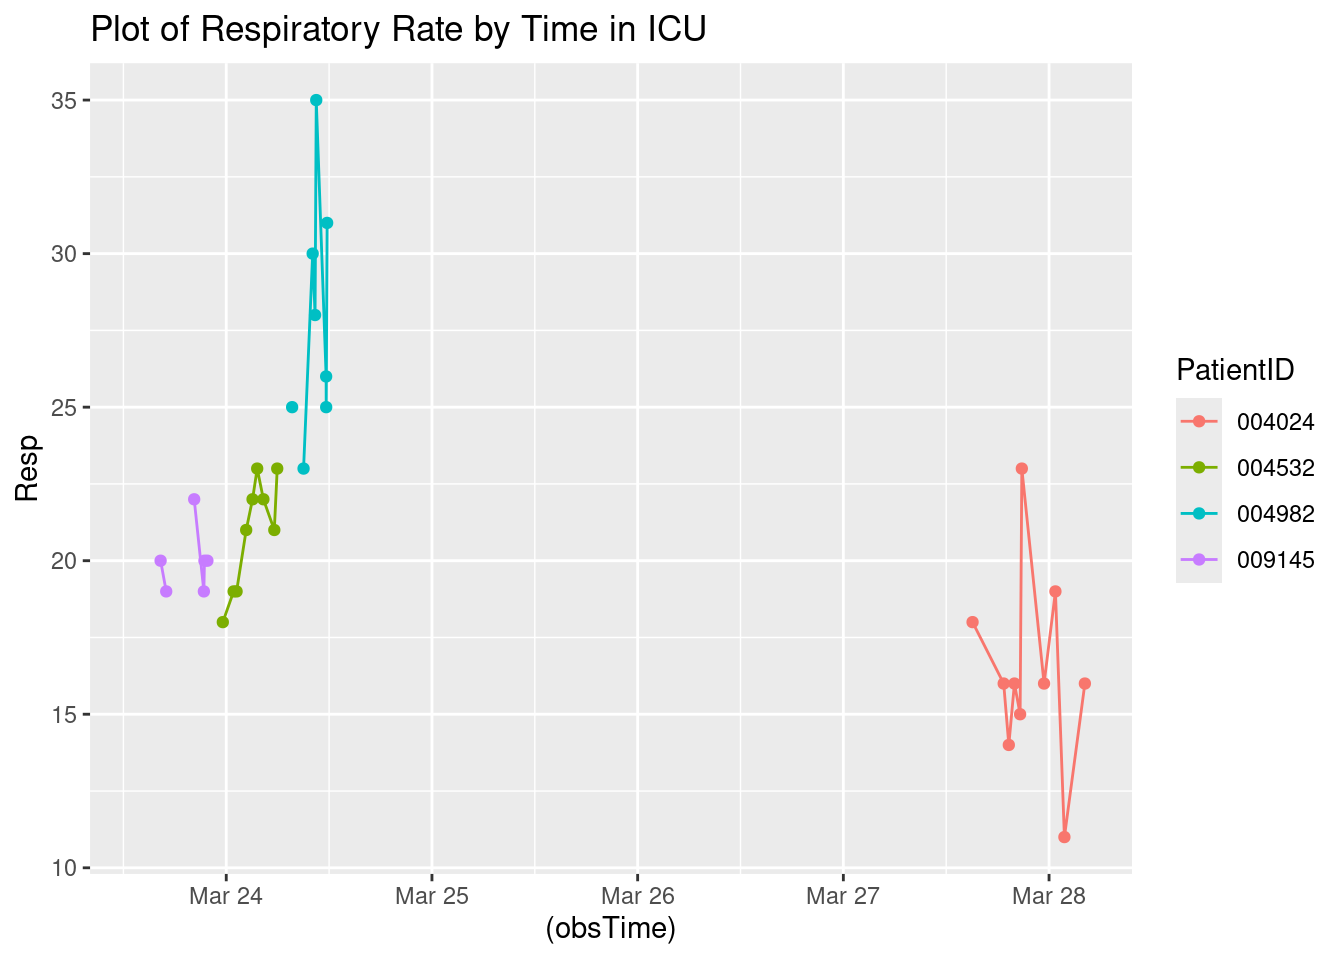 Plot of Respiratory Rate by Time in ICU
35
30
25
20
15
10
Resp
Mar 24
Mar 25
Mar 26
Mar 27
Mar 28
(obsTime)
PatientID
004024
004532
004982
009145